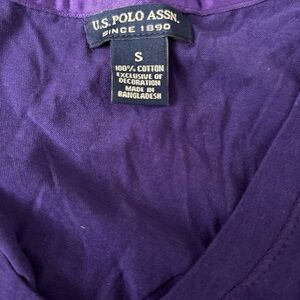 U.S. POLO ASSN.
SINCE 1890
S
100% COTTON
EXCLUSIVE OF
DECORATION
MADE IN
BANGLADESH